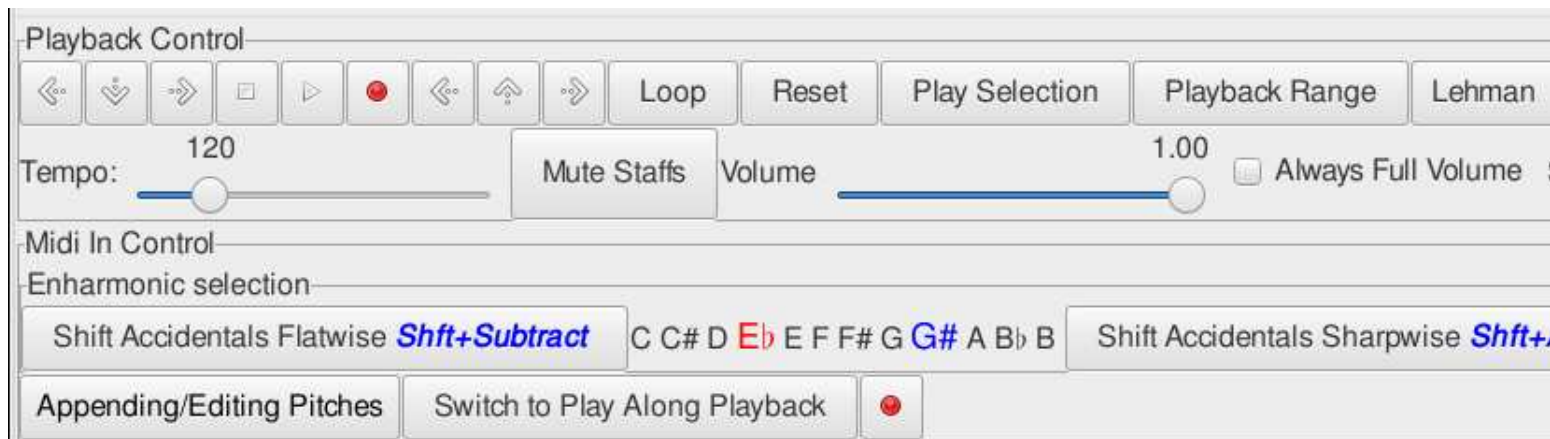 Playback Control
Loop Reset Play Selection Playback Range Lehman
120 1.00
Tempo: Mute Staffs Volume Always Full Volume
Midi In Control
Enharmonic selection
Shift Accidentals Flatwise Shft+Subtract C C# D E♭ E F F# G G# A B♭ B Shift Accidentals Sharpwise Shft+
Appending/Editing Pitches Switch to Play Along Playback